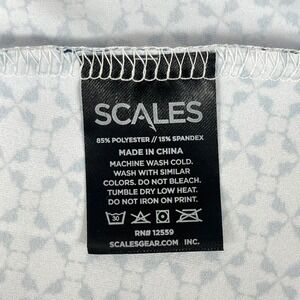 SCALES
85% POLYESTER // 15% SPANDEX
MADE IN CHINA
MACHINE WASH COLD.
WASH WITH SIMILAR
COLORS. DO NOT BLEACH.
TUMBLE DRY LOW HEAT.
DO NOT IRON ON PRINT.
30
RN# 12559
SCALESGEAR.COM INC.